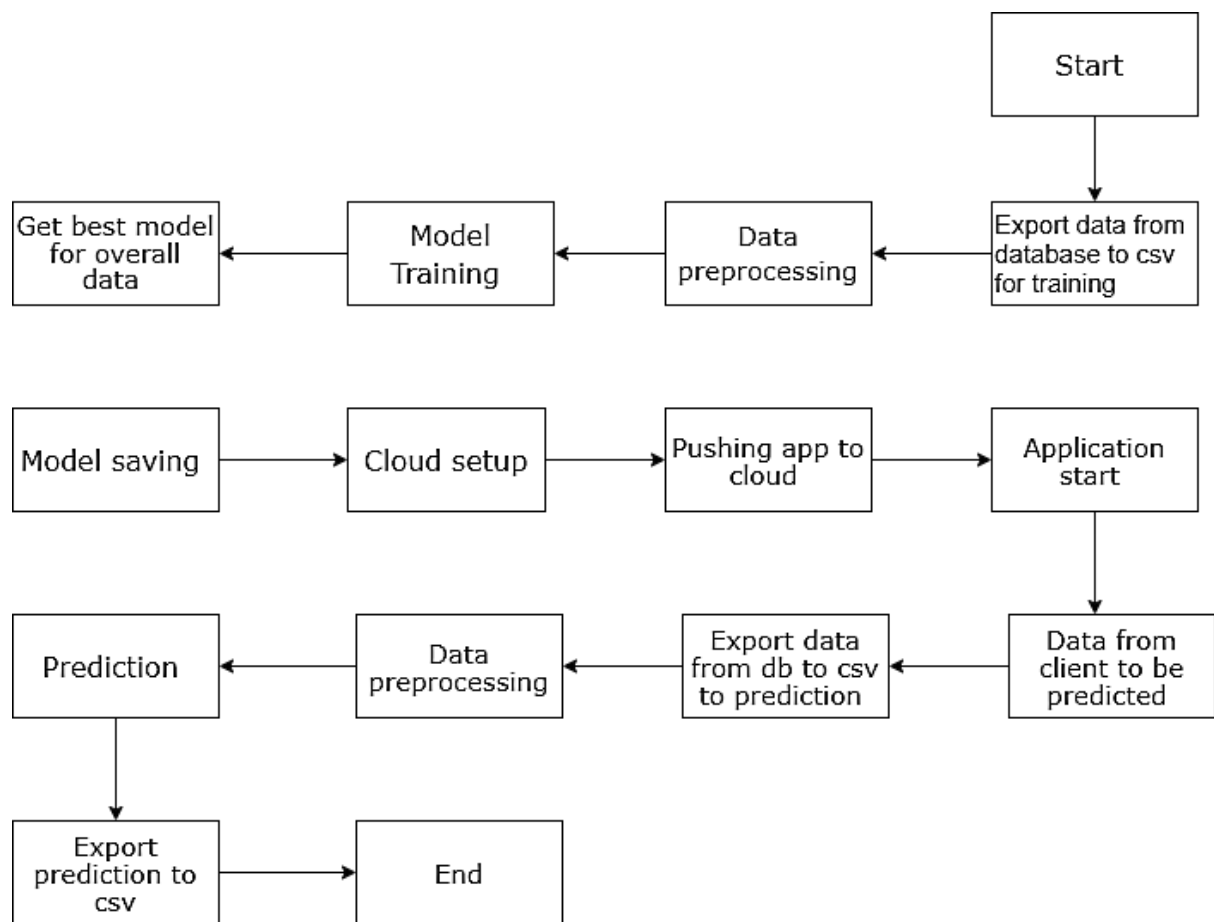 Start
Export data from
database to csv
for training
Data
preprocessing
Model
Training
Get best model
for overall
data
Model saving
Cloud setup
Pushing app to
cloud
Application
start
Data from
client to be
predicted
Export data
from db to csv
to prediction
Data
preprocessing
Prediction
Export
prediction to
csv
End